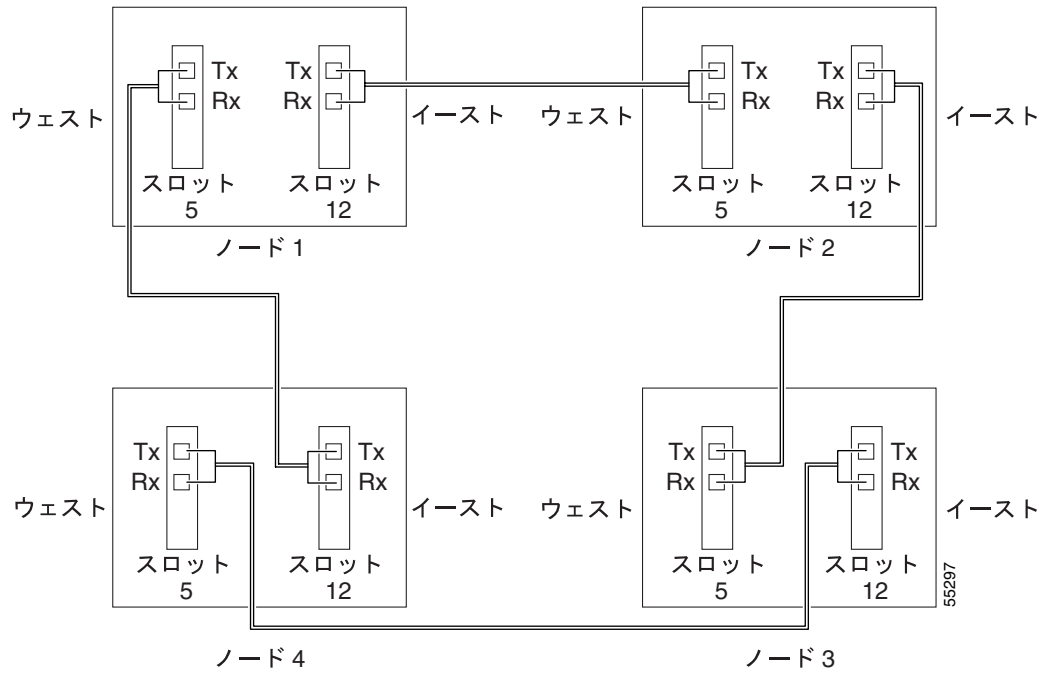 Tx
Rx
Tx
Rx
ウェスト
イースト
スロット
5
スロット
12
ノード 1
Tx
Rx
Tx
Rx
ウェスト
イースト
スロット
5
スロット
12
ノード 2
Tx
Rx
Tx
Rx
ウェスト
イースト
スロット
5
スロット
12
ノード 4
Tx
Rx
Tx
Rx
ウェスト
イースト
スロット
5
スロット
12
ノード 3
55297